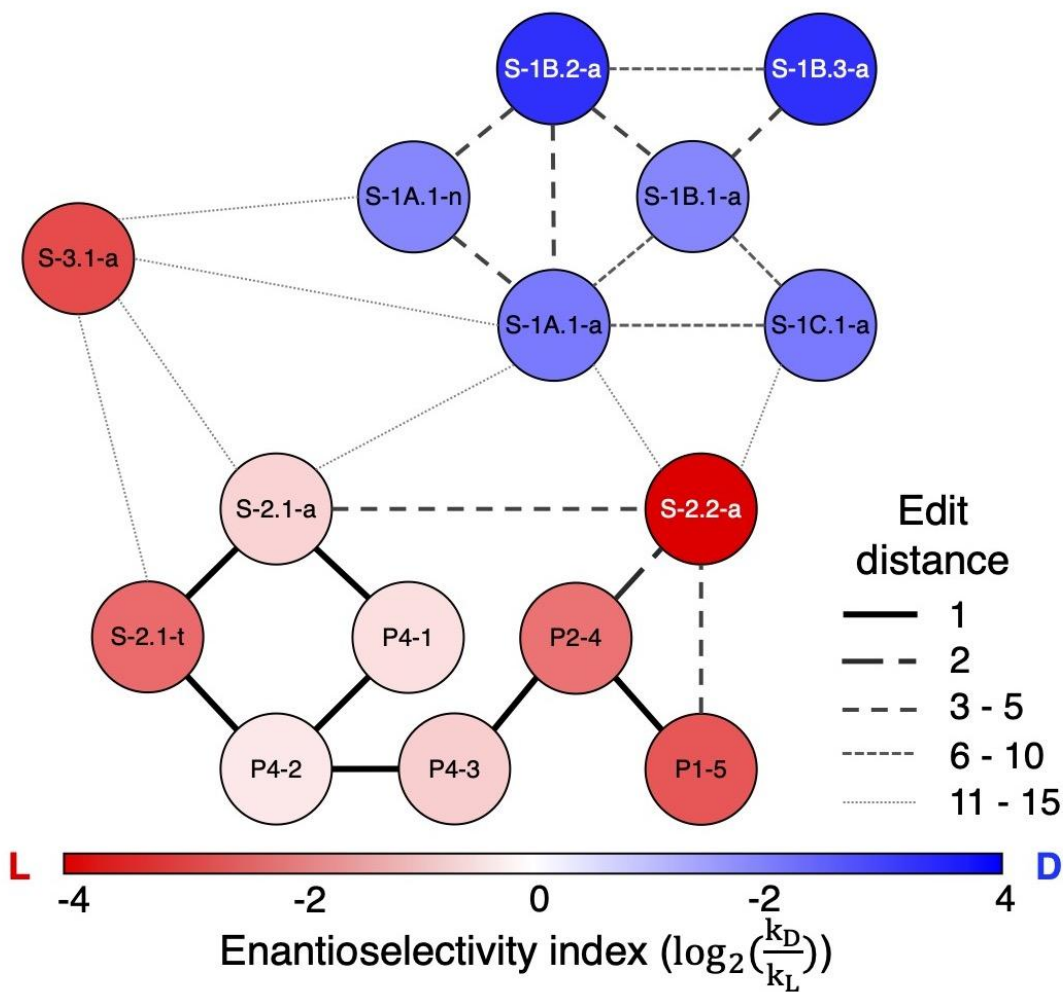 S-1B.2-a
S-1B.3-a
S-1A.1-n
S-1B.1-a
S-3.1-a
S-1A.1-a
S-1C.1-a
S-2.1-a
S-2.2-a
S-2.1-t
P4-1
P2-4
P4-2
P4-3
P1-5
Edit
distance
1
2
3 - 5
6 - 10
11 - 15
L D
-4 -2 0 -2 4
Enantioselectivity index (log₂(k_D/k_L))